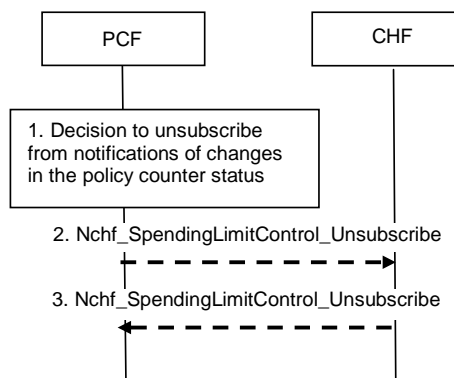 PCF
CHF
1. Decision to unsubscribe
from notifications of changes
in the policy counter status
2. Nchf_SpendingLimitControl_Unsubscribe
3. Nchf_SpendingLimitControl_Unsubscribe